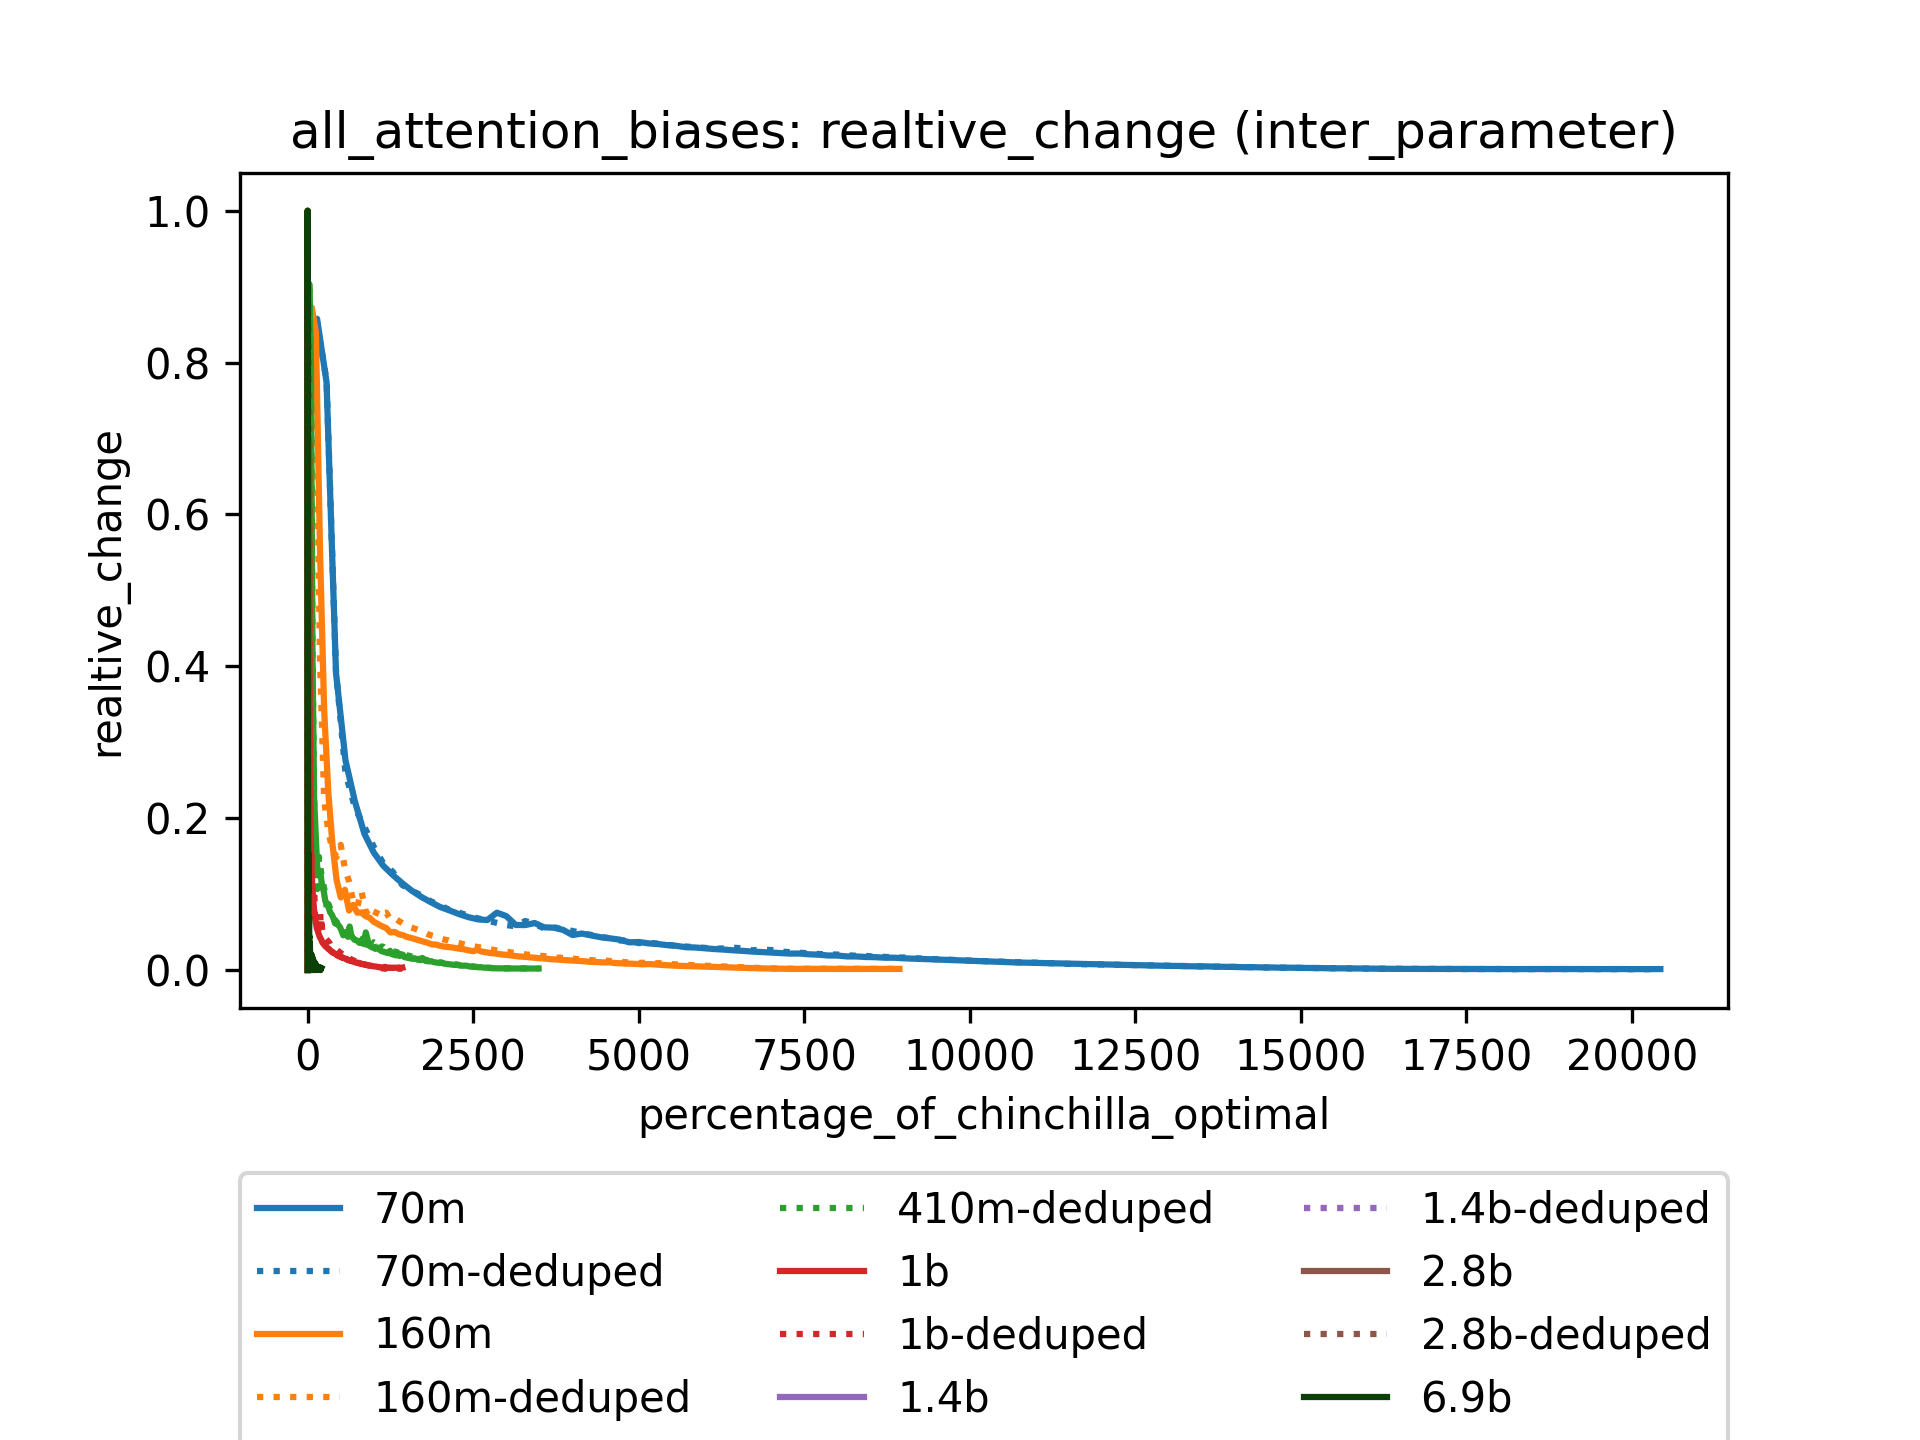 all_attention_biases: realtive_change (inter_parameter)
1.0
0.8
0.6
0.4
0.2
0.0
realtive_change
0 2500 5000 7500 10000 12500 15000 17500 20000
percentage_of_chinchilla_optimal
70m
70m-deduped
160m
160m-deduped
410m-deduped
1b
1b-deduped
1.4b
1.4b-deduped
2.8b
2.8b-deduped
6.9b